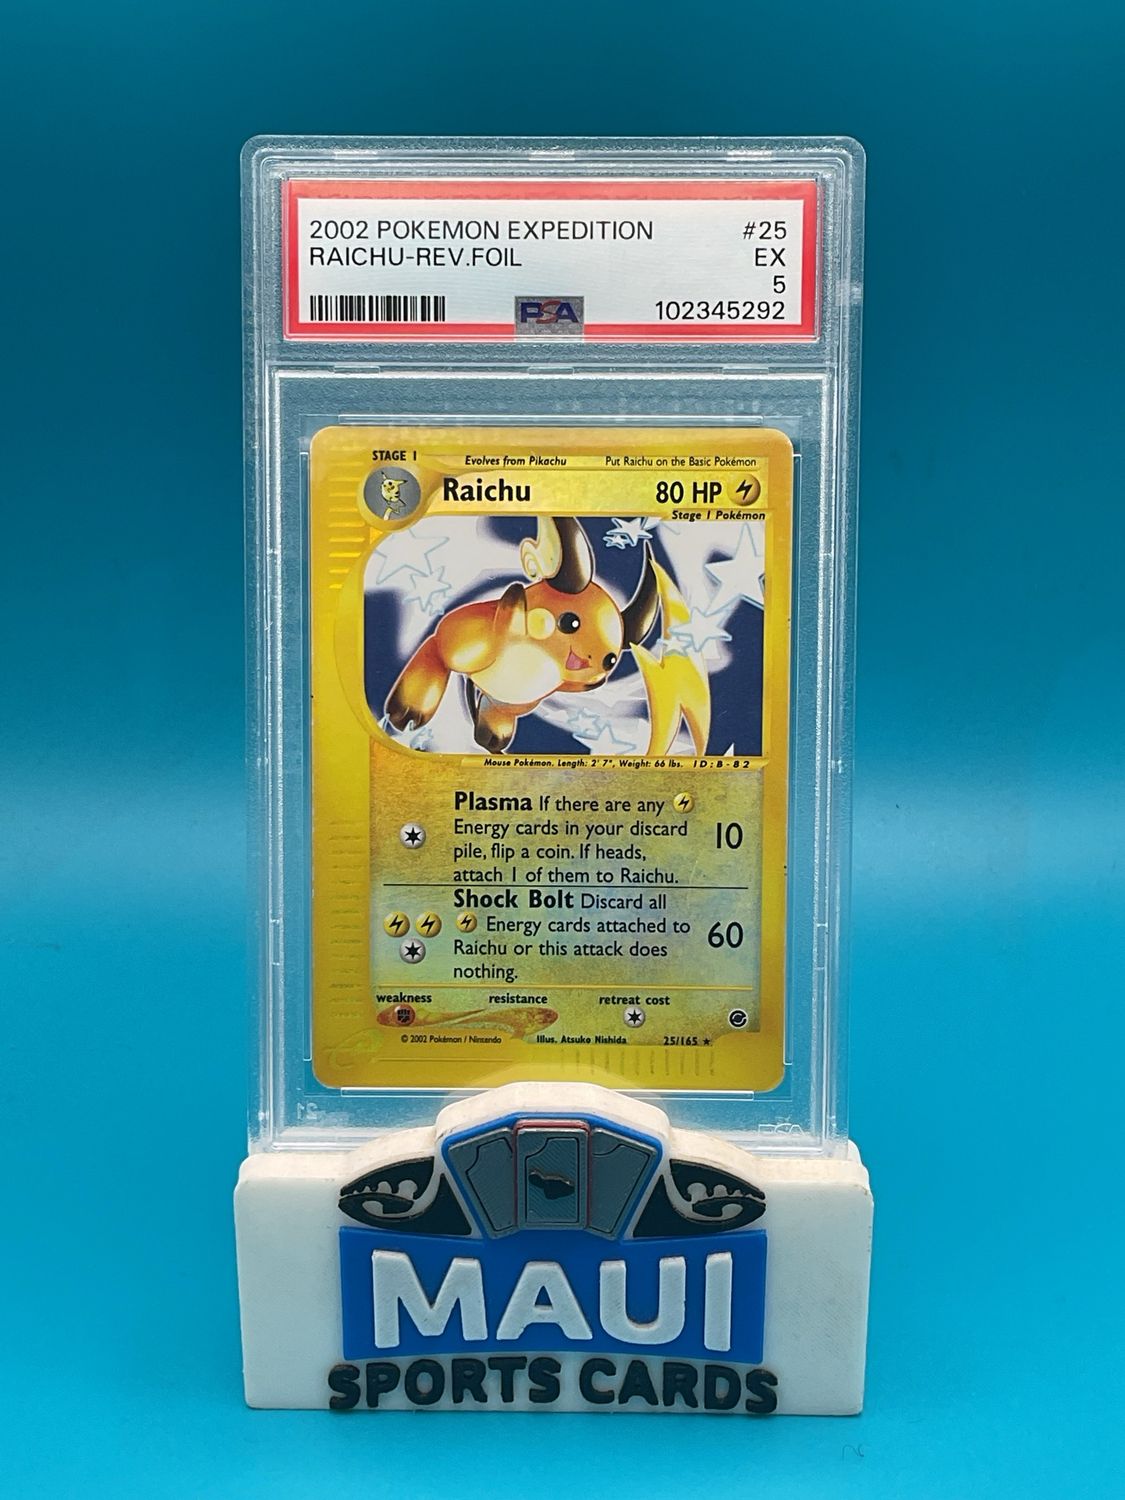 2002 POKEMON EXPEDITION #25
RAICHU-REV.FOIL EX
5
PSA 102345292
STAGE 1 Evolves from Pikachu Put Raichu on the Basic Pokémon
Raichu 80 HP
Stage 1 Pokémon
Mouse Pokémon. Length: 2' 7", Weight: 66 lbs. ID:B-82
Plasma If there are any
Energy cards in your discard 10
pile, flip a coin. If heads,
attach 1 of them to Raichu.
Shock Bolt Discard all
Energy cards attached to 60
Raichu or this attack does
nothing.
weakness resistance retreat cost
© 2002 Pokémon / Nintendo Illus. Atsuko Nishida 25/165 ★
MAUI
SPORTS CARDS